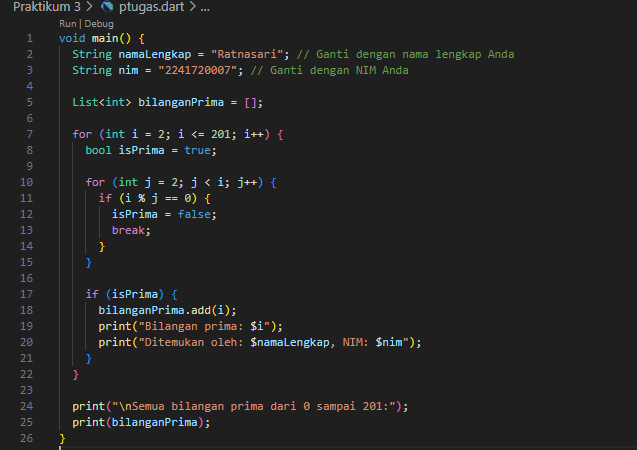 Praktikum 3 > ptugas.dart > ...
Run | Debug
1 void main() {
2 String namaLengkap = "Ratnasari"; // Ganti dengan nama lengkap Anda
3 String nim = "2241720007"; // Ganti dengan NIM Anda
4
5 List<int> bilanganPrima = [];
6
7 for (int i = 2; i <= 201; i++) {
8 bool isPrima = true;
9
10 for (int j = 2; j < i; j++) {
11 if (i % j == 0) {
12 isPrima = false;
13 break;
14 }
15 }
16
17 if (isPrima) {
18 bilanganPrima.add(i);
19 print("Bilangan prima: $i");
20 print("Ditemukan oleh: $namaLengkap, NIM: $nim");
21 }
22 }
23
24 print("\nSemua bilangan prima dari 0 sampai 201:");
25 print(bilanganPrima);
26 }